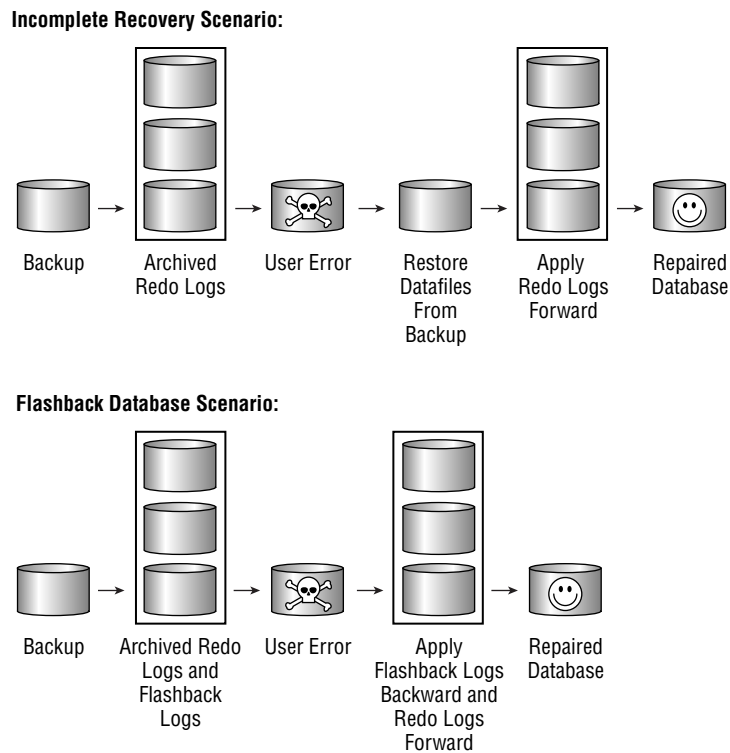 Incomplete Recovery Scenario:
Backup
Archived
Redo Logs
User Error
Restore
Datafiles
From
Backup
Apply
Redo Logs
Forward
Repaired
Database
Flashback Database Scenario:
Backup
Archived Redo
Logs and
Flashback
Logs
User Error
Apply
Flashback Logs
Backward and
Redo Logs
Forward
Repaired
Database